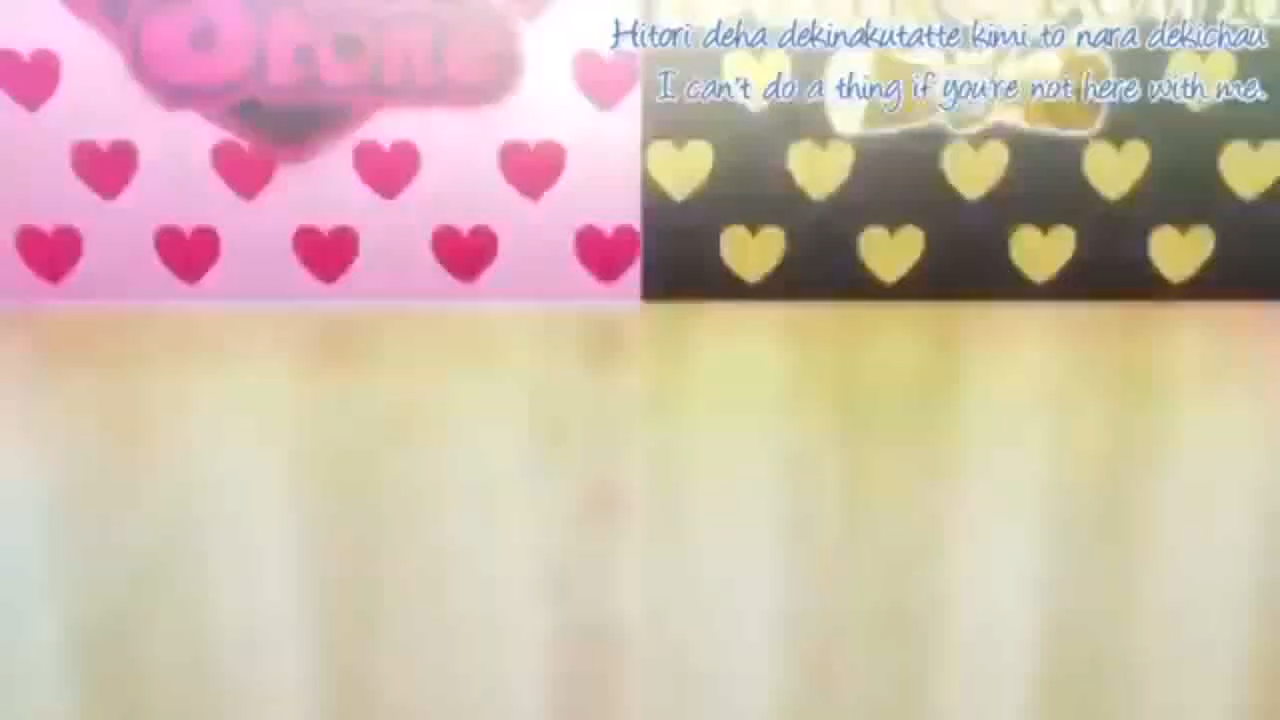 Hitori deha dekinakutatte kimi to nara dekichau
I can't do a thing if you're not here with me.